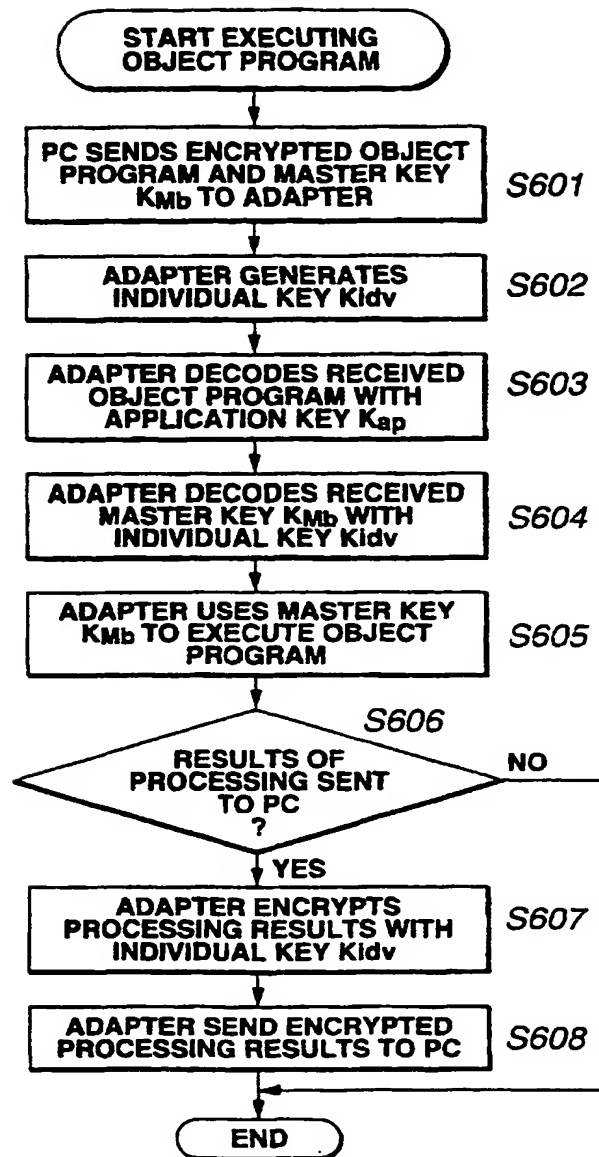 START EXECUTING
OBJECT PROGRAM
PC SENDS ENCRYPTED OBJECT
PROGRAM AND MASTER KEY
KMb TO ADAPTER
S601
ADAPTER GENERATES
INDIVIDUAL KEY Kidv
S602
ADAPTER DECODES RECEIVED
OBJECT PROGRAM WITH
APPLICATION KEY Kap
S603
ADAPTER DECODES RECEIVED
MASTER KEY KMb WITH
INDIVIDUAL KEY Kidv
S604
ADAPTER USES MASTER KEY
KMb TO EXECUTE OBJECT
PROGRAM
S605
S606
RESULTS OF
PROCESSING SENT
TO PC
?
NO
YES
ADAPTER ENCRYPTS
PROCESSING RESULTS WITH
INDIVIDUAL KEY Kidv
S607
ADAPTER SEND ENCRYPTED
PROCESSING RESULTS TO PC
S608
END